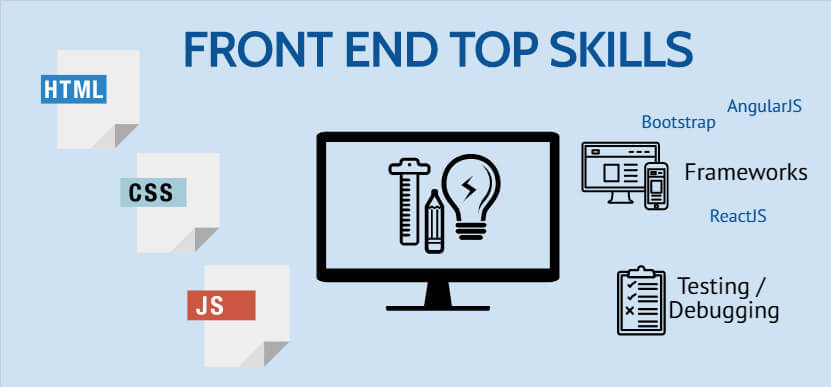 FRONT END TOP SKILLS
HTML
CSS
JS
AngularJS
Bootstrap
Frameworks
ReactJS
Testing /
Debugging